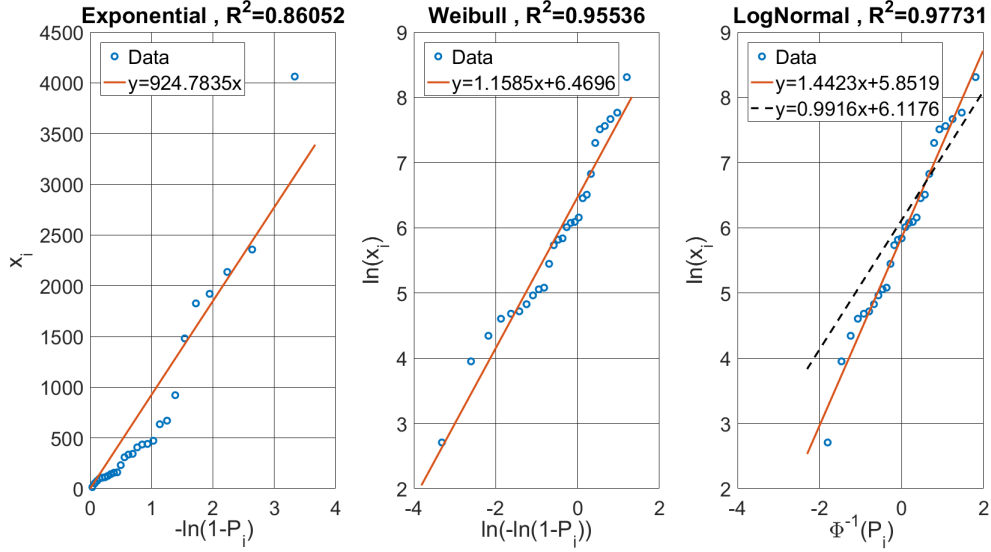 Exponential , R²=0.86052
4500
4000
3500
3000
2500
2000
1500
1000
500
0
0
1
2
3
4
x_i
-ln(1-P_i)
Data
y=924.7835x
Weibull , R²=0.95536
9
8
7
6
5
4
3
2
-4
-2
0
2
ln(x_i)
ln(-ln(1-P_i))
Data
y=1.1585x+6.4696
LogNormal , R²=0.97731
9
8
7
6
5
4
3
2
-4
-2
0
2
ln(x_i)
Φ⁻¹(P_i)
Data
y=1.4423x+5.8519
y=0.9916x+6.1176